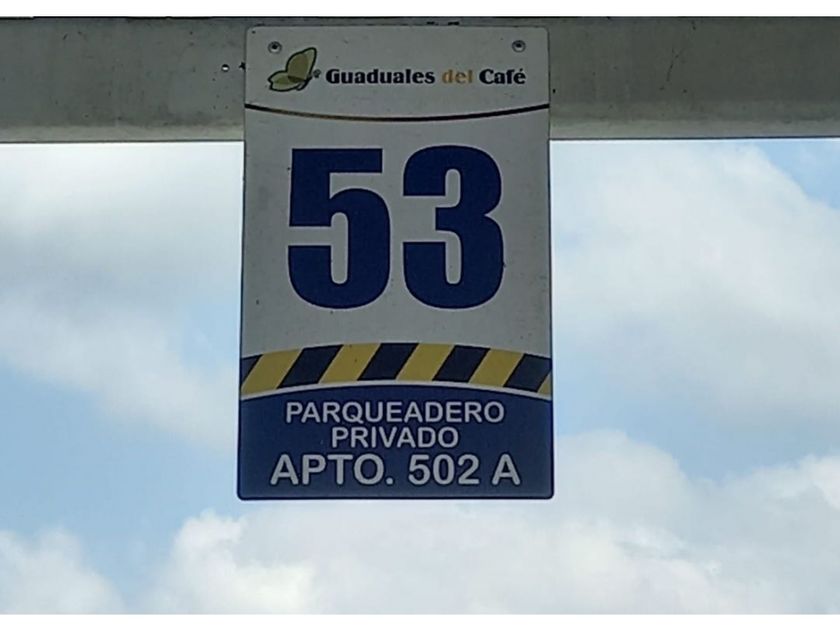 Guaduales del Café
53
PARQUEADERO
PRIVADO
APTO. 502 A